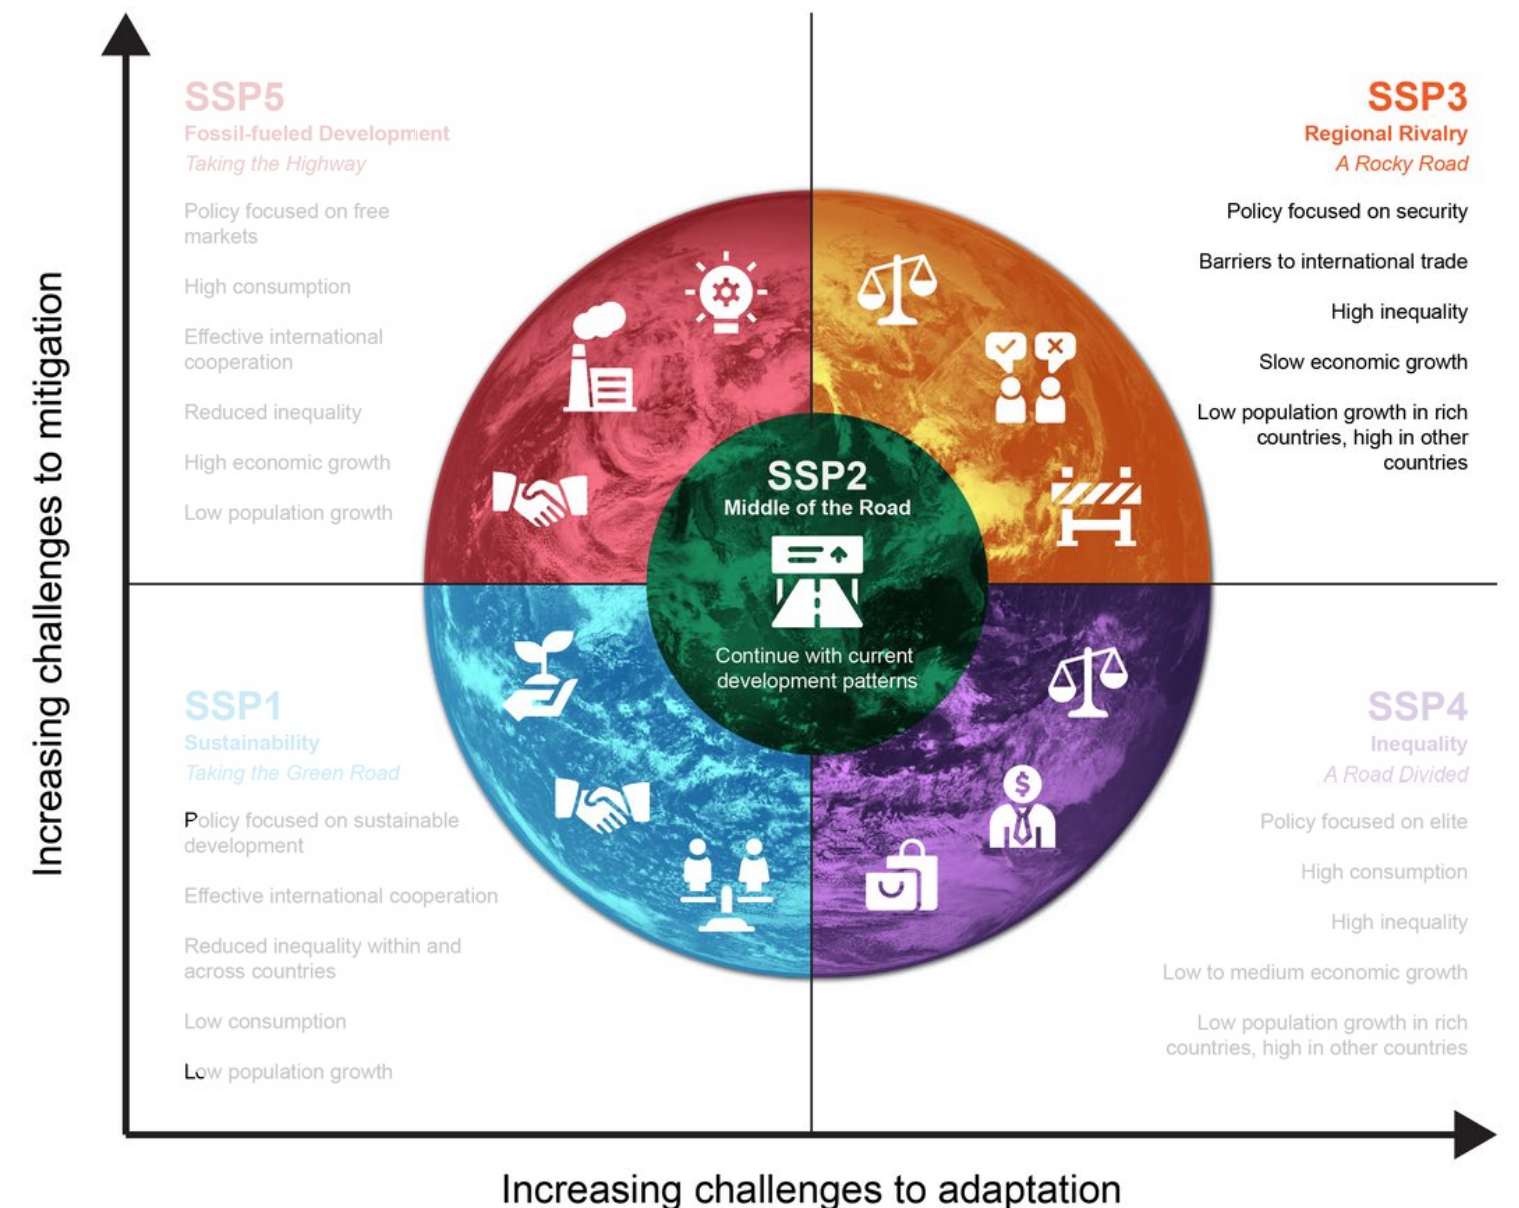 SSP5
Fossil-fueled Development
Taking the Highway
Policy focused on free
markets
High consumption
Effective international
cooperation
Reduced inequality
High economic growth
Low population growth
SSP3
Regional Rivalry
A Rocky Road
Policy focused on security
Barriers to international trade
High inequality
Slow economic growth
Low population growth in rich
countries, high in other
countries
SSP2
Middle of the Road
Continue with current
development patterns
SSP1
Sustainability
Taking the Green Road
Policy focused on sustainable
development
Effective international cooperation
Reduced inequality within and
across countries
Low consumption
Low population growth
SSP4
Inequality
A Road Divided
Policy focused on elite
High consumption
High inequality
Low to medium economic growth
Low population growth in rich
countries, high in other countries
Increasing challenges to mitigation
Increasing challenges to adaptation
$